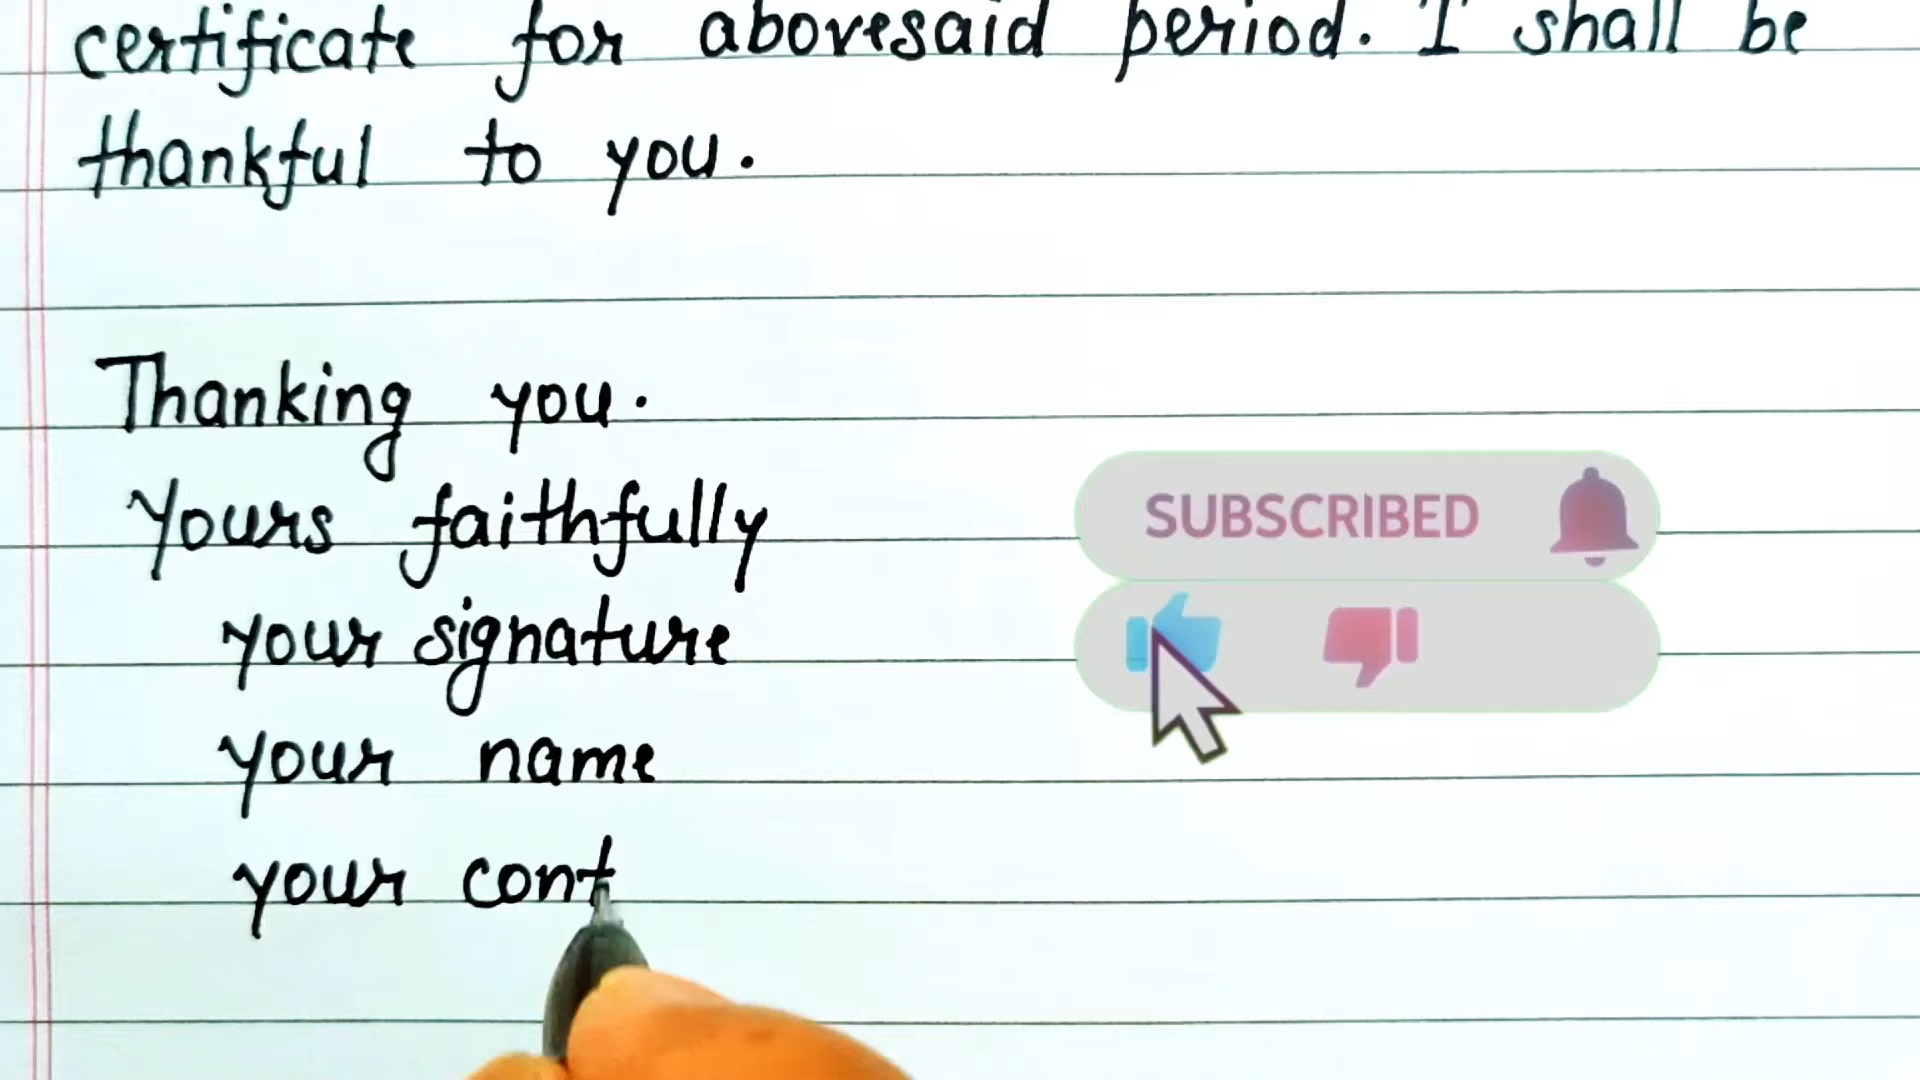 certificate for abovesaid period. I shall be
thankful to you.
Thanking you.
Yours faithfully
your signature
your name
your cont
SUBSCRIBED